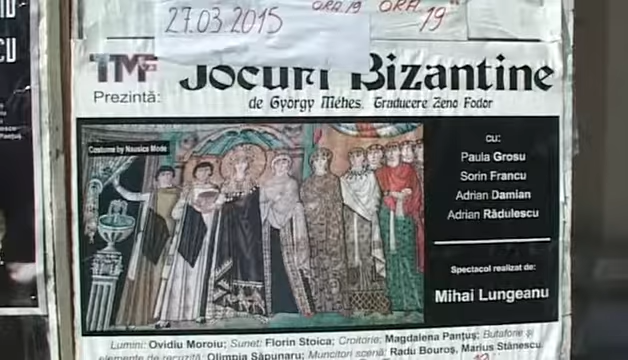 27.03 2015
ORA 19
ORA 19
TMF
Jocuri Bizantine
Prezintă:
de György Méhes. Traducere Zeno Fodor
Costume by Nausica Mode
cu:
Paula Grosu
Sorin Francu
Adrian Damian
Adrian Rădulescu
Spectacol realizat de:
Mihai Lungeanu
Lumini: Ovidiu Moroiu; Sunet: Florin Stoica; Croitorie: Magdalena Panțuș; Butaforie și
elemente de recuzită: Olimpia Săpunaru; Muncitori scenă: Radu Bouroș, Marius Stănescu